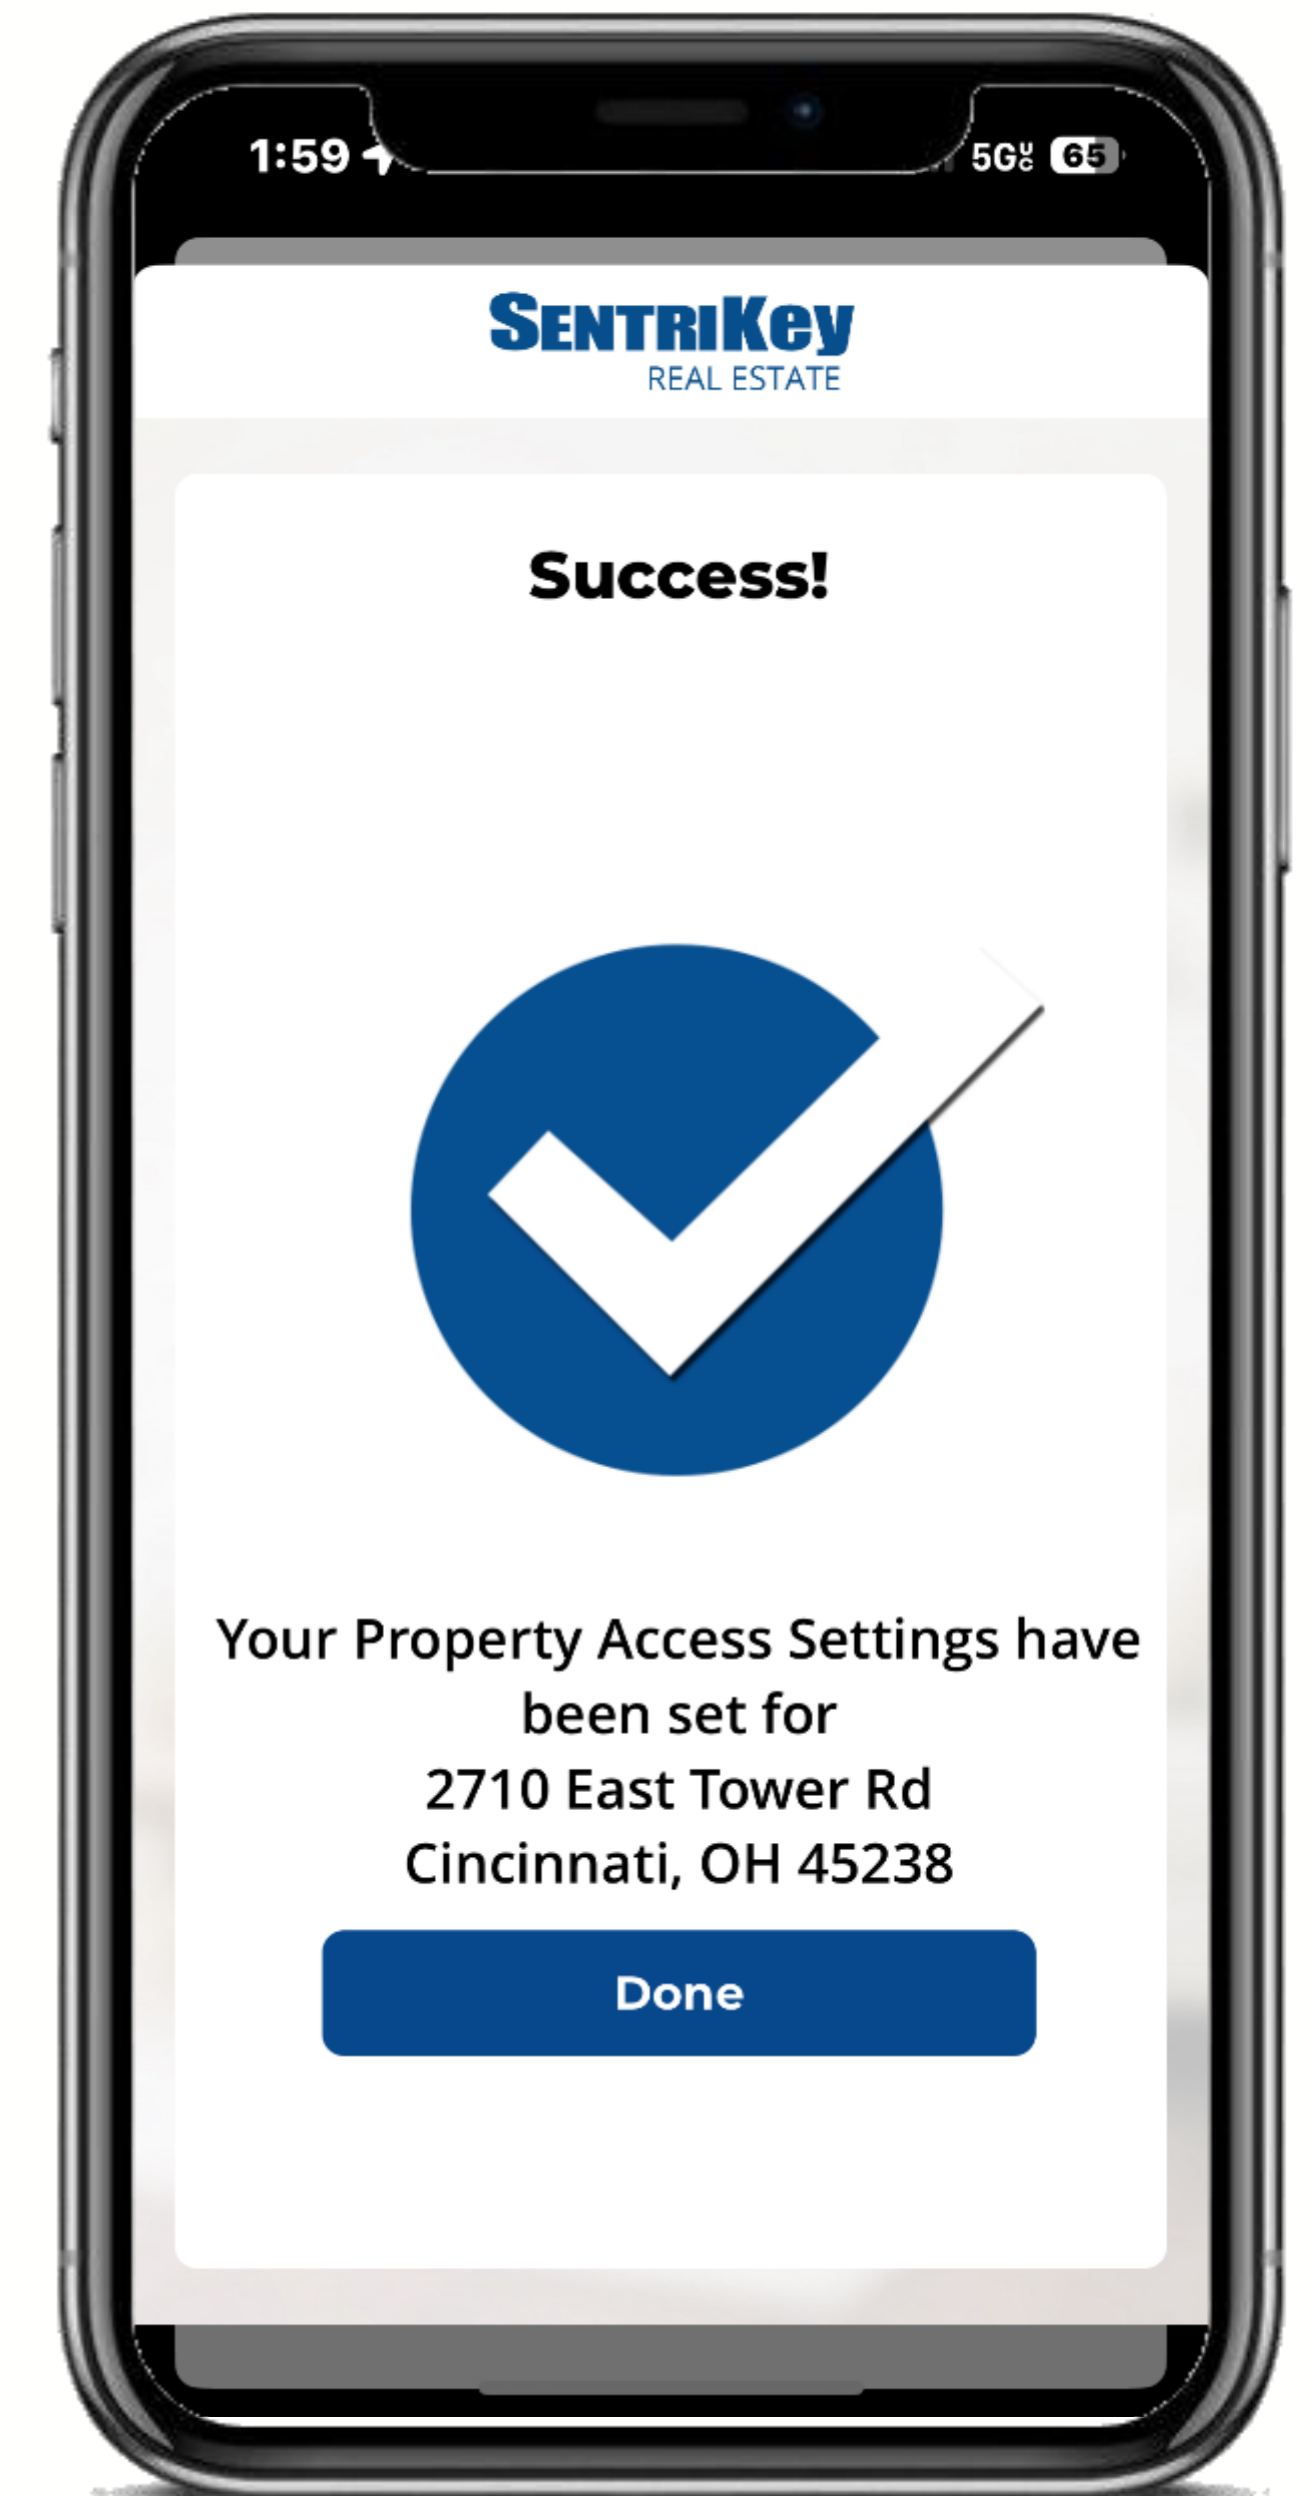 1:59
5G UC 65
SENTRIKey
REAL ESTATE
Success!
Your Property Access Settings have
been set for
2710 East Tower Rd
Cincinnati, OH 45238
Done